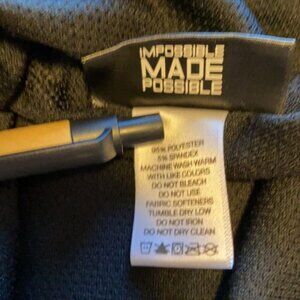 IMPOSSIBLE
MADE
POSSIBLE
95% POLYESTER
5% SPANDEX
MACHINE WASH WARM
WITH LIKE COLORS
DO NOT BLEACH
DO NOT USE
FABRIC SOFTENERS
TUMBLE DRY LOW
DO NOT IRON
DO NOT DRY CLEAN